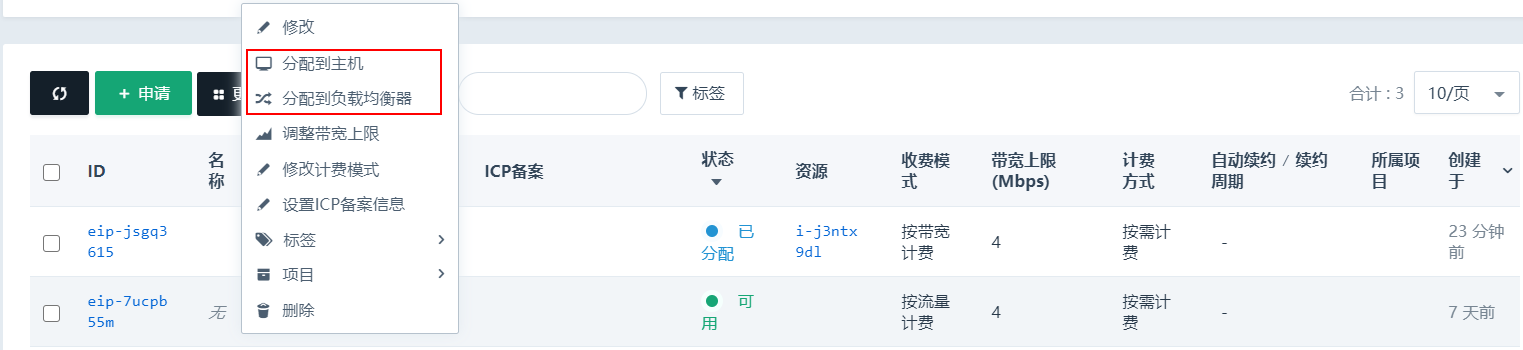 修改
分配到主机
分配到负载均衡器
调整带宽上限
修改计费模式
设置ICP备案信息
标签
项目
删除
+ 申请
标签
合计 : 3
10/页
ID
名
称
ICP备案
状态
资源
收费模
式
带宽上限
(Mbps)
计费
方式
自动续约 / 续约
周期
所属项
目
创建
于
eip-jsgq3
615
已
分配
i-j3ntx
9dl
按带宽
计费
4
按需计
费
-
23 分钟
前
eip-7ucpb
55m
无
可
用
按流量
计费
4
按需计
费
-
7 天前